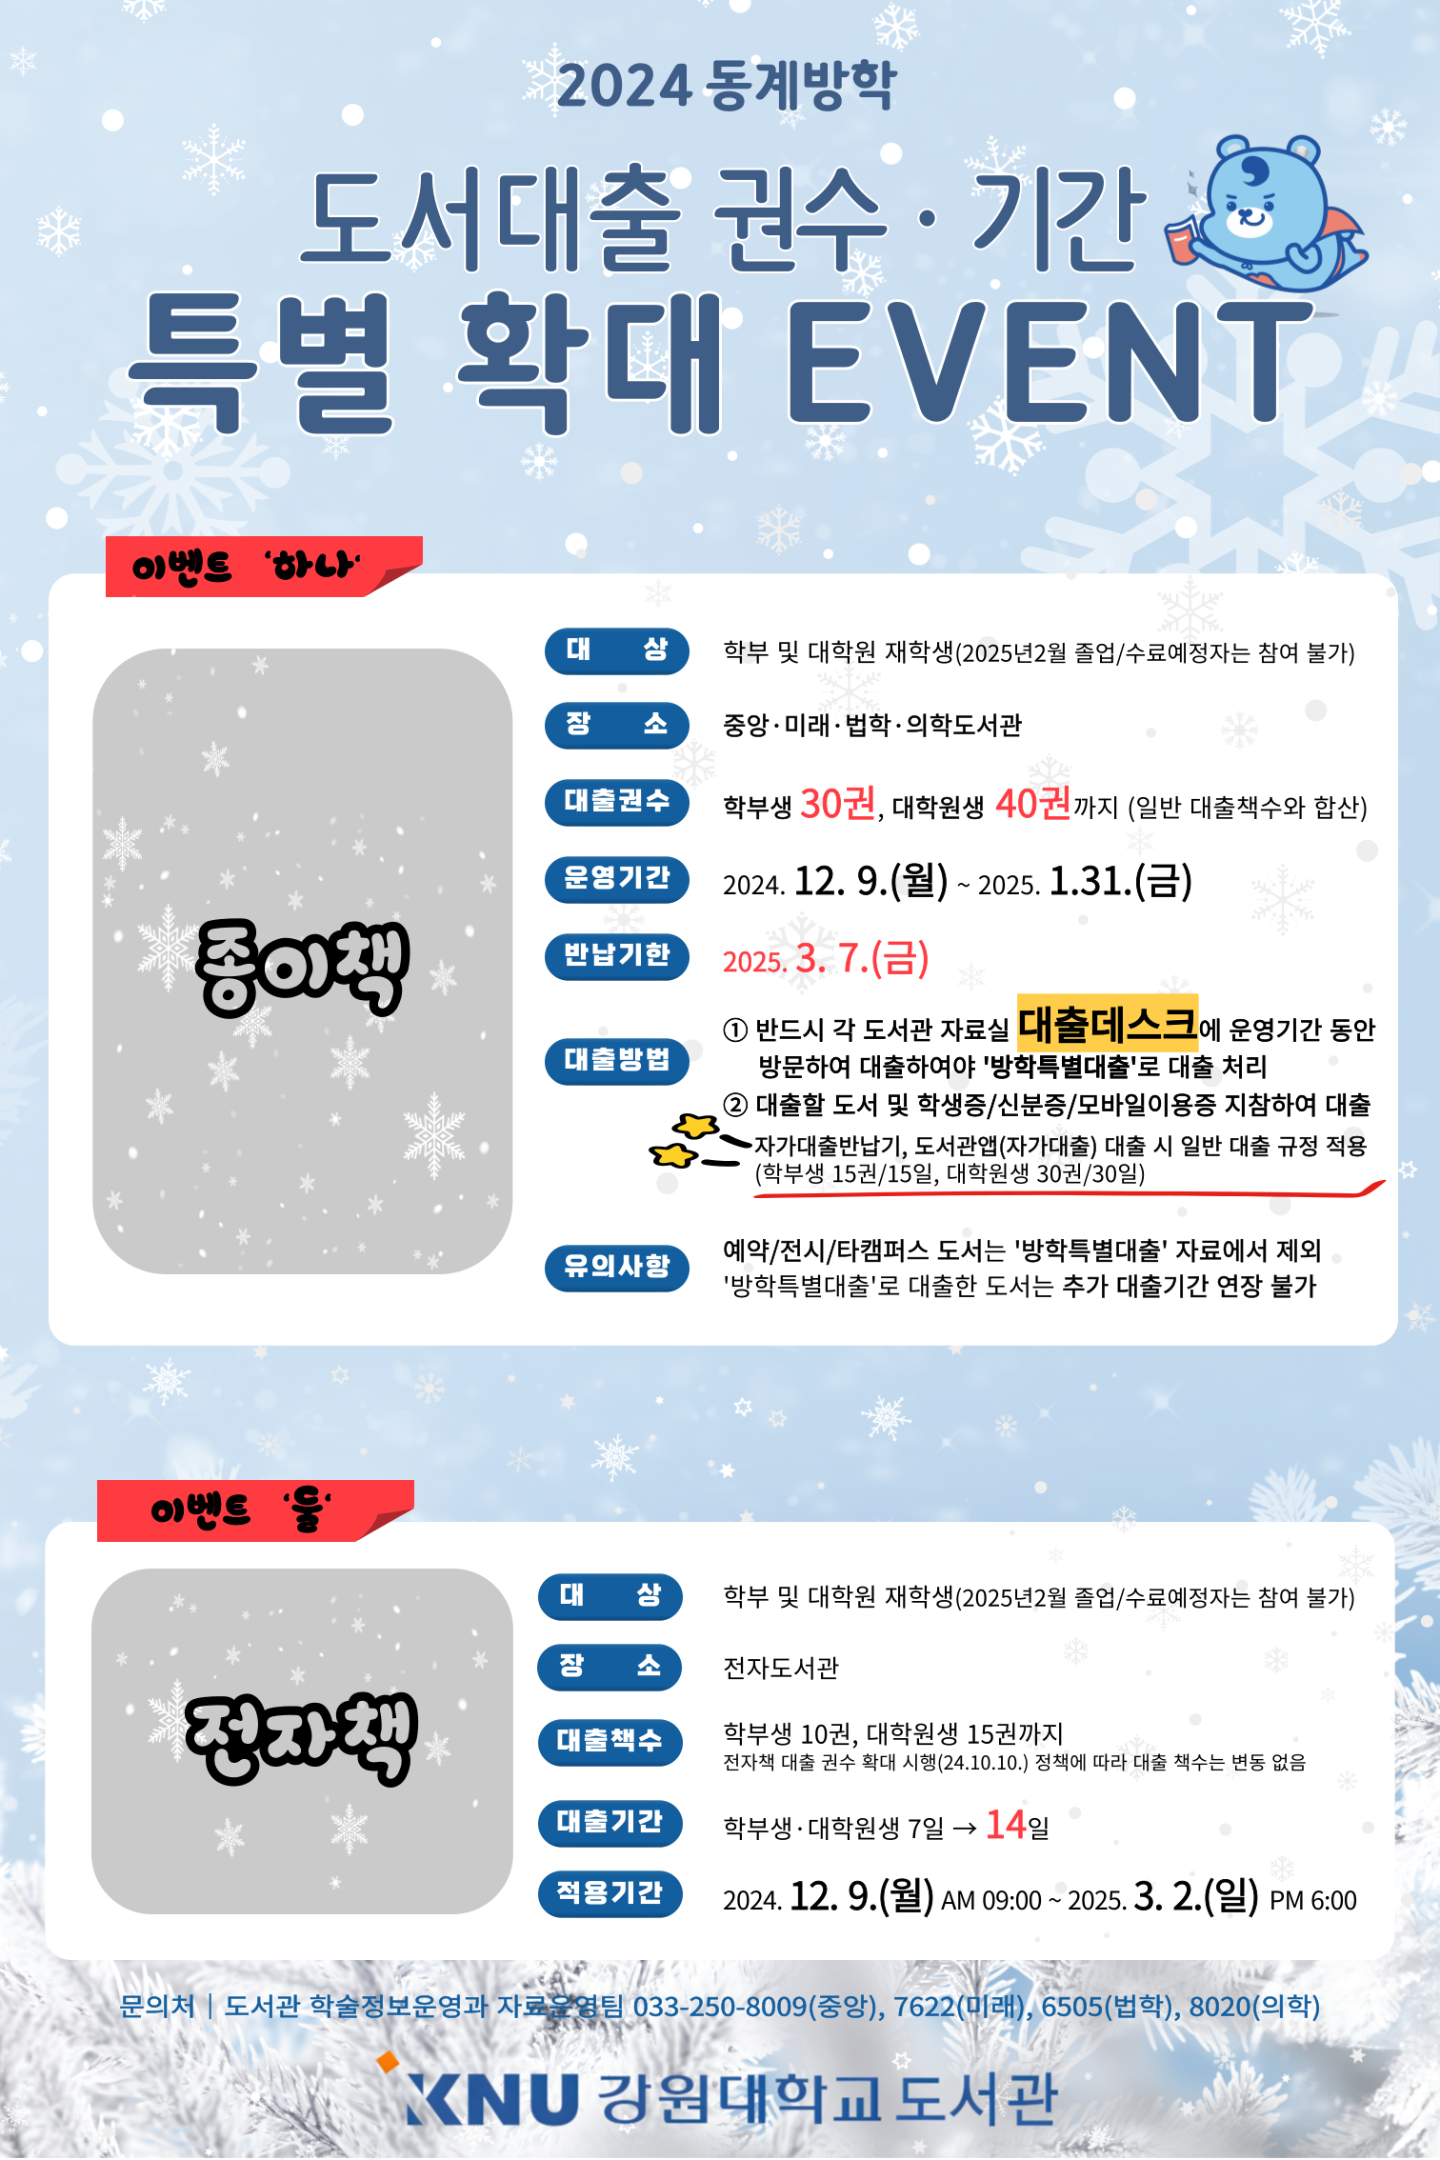 2024 동계방학
도서대출 권수 · 기간
특별 확대 EVENT
이벤트 '하나'
종이책
대 상
학부 및 대학원 재학생(2025년2월 졸업/수료예정자는 참여 불가)
장 소
중앙·미래·법학·의학도서관
대출권수
학부생 30권, 대학원생 40권까지 (일반 대출책수와 합산)
운영기간
2024. 12. 9.(월) ~ 2025. 1.31.(금)
반납기한
2025. 3. 7.(금)
대출방법
① 반드시 각 도서관 자료실 대출데스크에 운영기간 동안
방문하여 대출하여야 '방학특별대출'로 대출 처리
② 대출할 도서 및 학생증/신분증/모바일이용증 지참하여 대출
자가대출반납기, 도서관앱(자가대출) 대출 시 일반 대출 규정 적용
(학부생 15권/15일, 대학원생 30권/30일)
유의사항
예약/전시/타캠퍼스 도서는 '방학특별대출' 자료에서 제외
'방학특별대출'로 대출한 도서는 추가 대출기간 연장 불가
이벤트 '둘'
전자책
대 상
학부 및 대학원 재학생(2025년2월 졸업/수료예정자는 참여 불가)
장 소
전자도서관
대출책수
학부생 10권, 대학원생 15권까지
전자책 대출 권수 확대 시행(24.10.10.) 정책에 따라 대출 책수는 변동 없음
대출기간
학부생·대학원생 7일 → 14일
적용기간
2024. 12. 9.(월) AM 09:00 ~ 2025. 3. 2.(일) PM 6:00
문의처 | 도서관 학술정보운영과 자료운영팀 033-250-8009(중앙), 7622(미래), 6505(법학), 8020(의학)
KNU 강원대학교 도서관